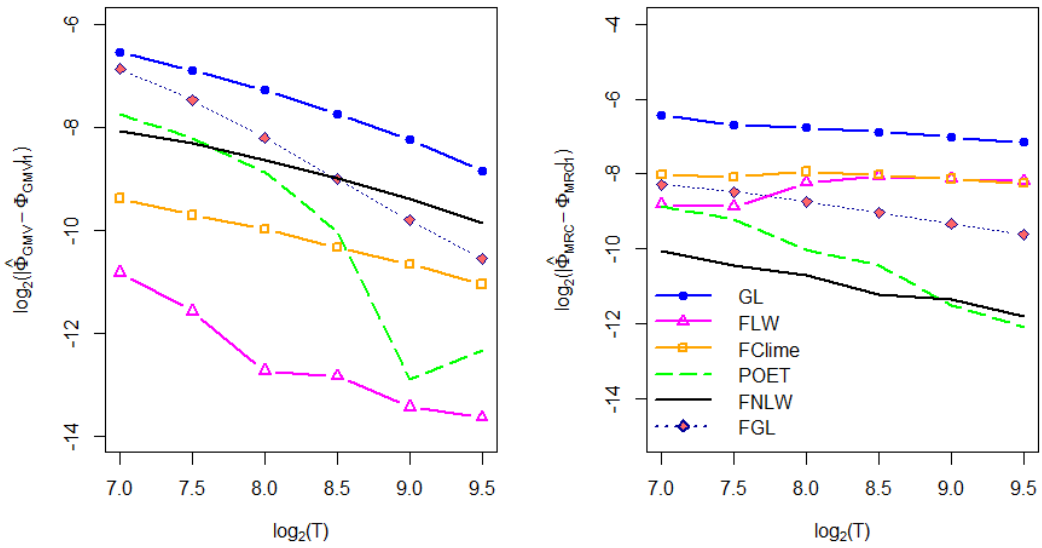 -6
-8
-10
-12
-14
log₂(|Φ̂GMV − ΦGMV|)
7.0 7.5 8.0 8.5 9.0 9.5
log₂(T)
-4
-6
-8
-10
-12
-14
log₂(|Φ̂MRC − ΦMRC|)
GL
FLW
FClime
POET
FNLW
FGL
7.0 7.5 8.0 8.5 9.0 9.5
log₂(T)